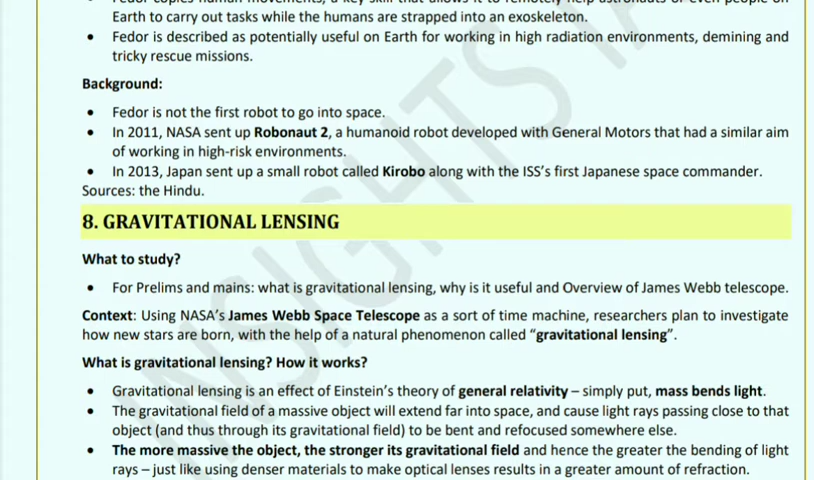 Fedor copies human movements, a key skill that allows it to remotely help astronauts or even people on
Earth to carry out tasks while the humans are strapped into an exoskeleton.
• Fedor is described as potentially useful on Earth for working in high radiation environments, demining and
tricky rescue missions.
Background:
• Fedor is not the first robot to go into space.
• In 2011, NASA sent up Robonaut 2, a humanoid robot developed with General Motors that had a similar aim
of working in high-risk environments.
• In 2013, Japan sent up a small robot called Kirobo along with the ISS’s first Japanese space commander.
Sources: the Hindu.
8. GRAVITATIONAL LENSING
What to study?
• For Prelims and mains: what is gravitational lensing, why is it useful and Overview of James Webb telescope.
Context: Using NASA’s James Webb Space Telescope as a sort of time machine, researchers plan to investigate
how new stars are born, with the help of a natural phenomenon called “gravitational lensing”.
What is gravitational lensing? How it works?
• Gravitational lensing is an effect of Einstein’s theory of general relativity – simply put, mass bends light.
• The gravitational field of a massive object will extend far into space, and cause light rays passing close to that
object (and thus through its gravitational field) to be bent and refocused somewhere else.
• The more massive the object, the stronger its gravitational field and hence the greater the bending of light
rays – just like using denser materials to make optical lenses results in a greater amount of refraction.
INSIGHTS